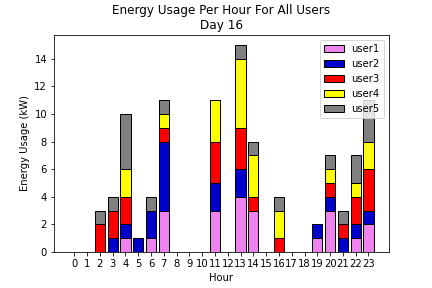 Energy Usage Per Hour For All Users
Day 16
Energy Usage (kW)
14
12
10
8
6
4
2
0
user1
user2
user3
user4
user5
0 1 2 3 4 5 6 7 8 9 10 11 12 13 14 15 16 17 18 19 20 21 22 23
Hour